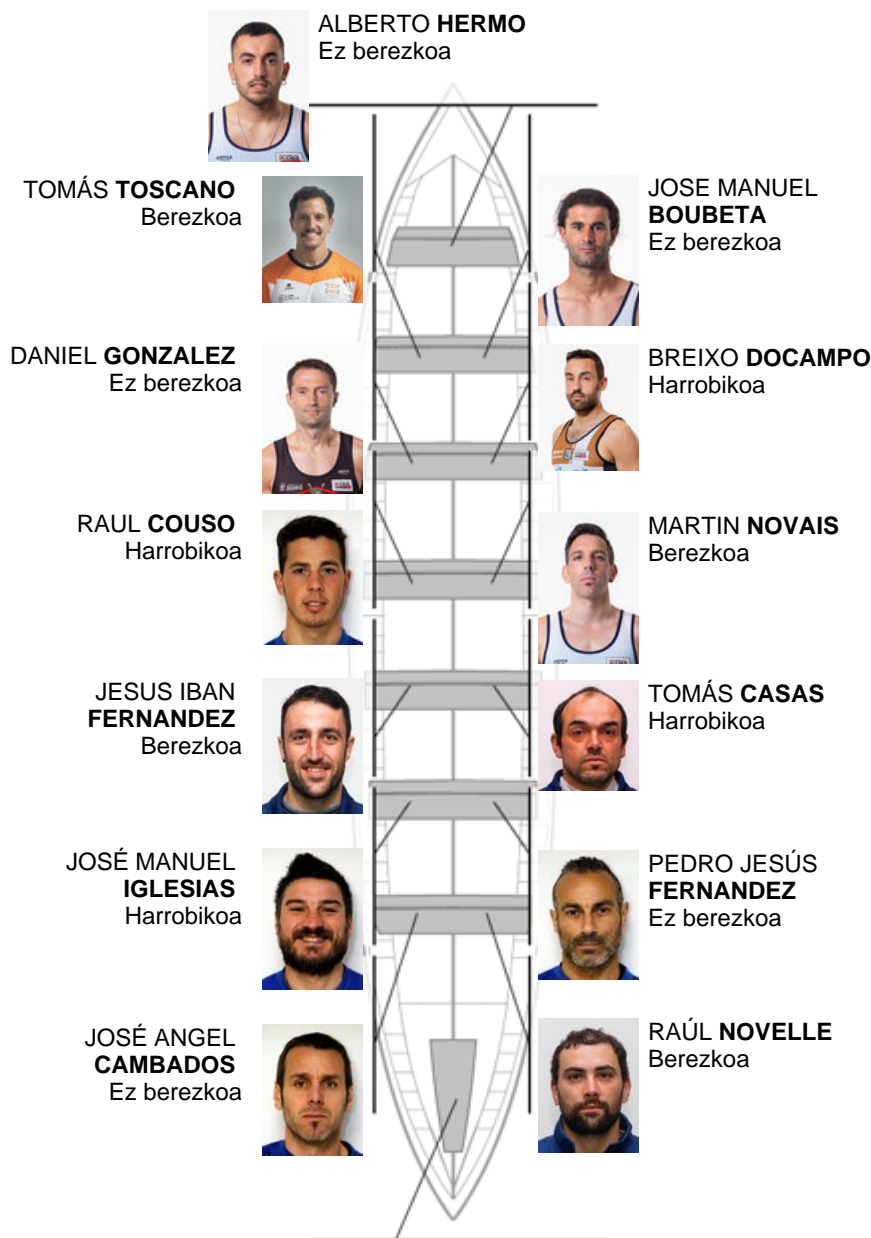 ALBERTO HERMO
Ez berezkoa
TOMÁS TOSCANO
Berezkoa
JOSE MANUEL
BOUBETA
Ez berezkoa
DANIEL GONZALEZ
Ez berezkoa
BREIXO DOCAMPO
Harrobikoa
RAUL COUSO
Harrobikoa
MARTIN NOVAIS
Berezkoa
JESUS IBAN
FERNANDEZ
Berezkoa
TOMÁS CASAS
Harrobikoa
JOSÉ MANUEL
IGLESIAS
Harrobikoa
PEDRO JESÚS
FERNANDEZ
Ez berezkoa
JOSÉ ANGEL
CAMBADOS
Ez berezkoa
RAÚL NOVELLE
Berezkoa